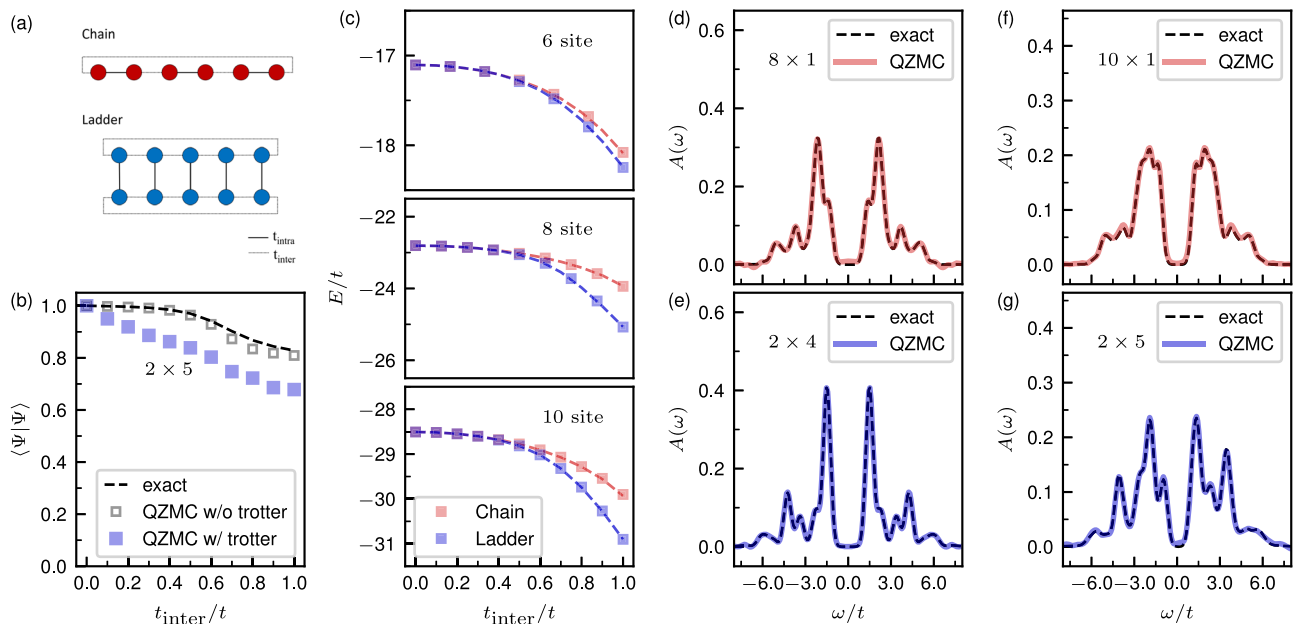 (a)
Chain
Ladder
t_intra
t_inter
(b)
1.0
0.8
0.6
0.4
0.2
0.0
⟨Ψ|Ψ⟩
2 × 5
exact
QZMC w/o trotter
QZMC w/ trotter
0.0 0.2 0.4 0.6 0.8 1.0
t_inter/t
(c)
6 site
−17
−18
8 site
−22
−23
−24
−25
−26
E/t
10 site
−28
−29
−30
−31
Chain
Ladder
0.0 0.2 0.4 0.6 0.8 1.0
t_inter/t
(d)
8 × 1
exact
QZMC
0.6
0.3
0.0
A(ω)
(e)
2 × 4
exact
QZMC
0.6
0.4
0.2
0.0
A(ω)
−6.0 −3.0 0.0 3.0 6.0
ω/t
(f)
10 × 1
exact
QZMC
0.4
0.3
0.2
0.1
0.0
A(ω)
(g)
2 × 5
exact
QZMC
0.4
0.3
0.2
0.1
0.0
A(ω)
−6.0 −3.0 0.0 3.0 6.0
ω/t